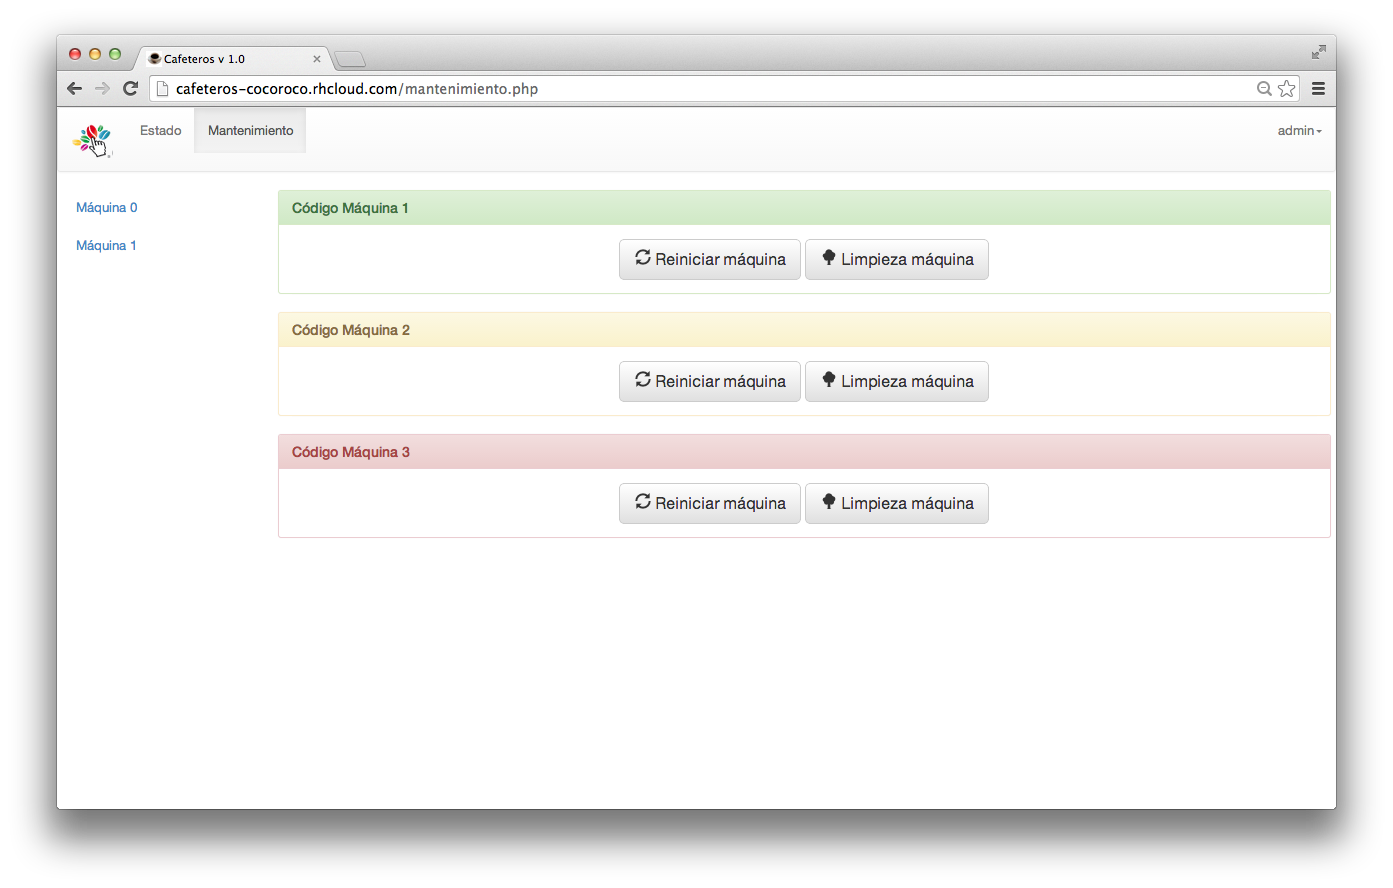 Cafeteros v 1.0
cafeteros-cocoroco.rhcloud.com/mantenimiento.php
Estado Mantenimiento admin
Máquina 0
Máquina 1
Código Máquina 1
Reiniciar máquina Limpieza máquina
Código Máquina 2
Reiniciar máquina Limpieza máquina
Código Máquina 3
Reiniciar máquina Limpieza máquina